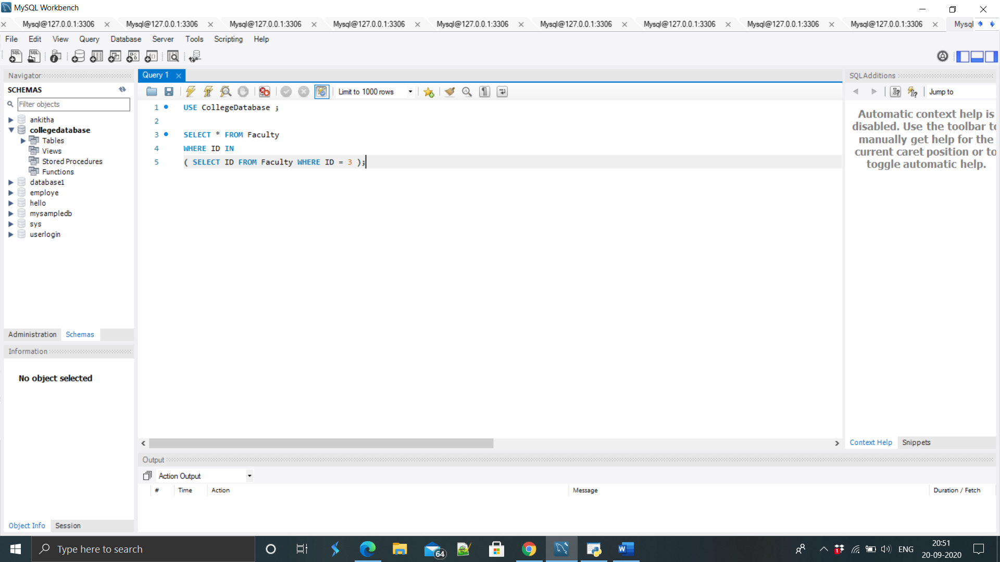 MySQL Workbench
Mysql@127.0.0.1:3306 Mysql@127.0.0.1:3306 Mysql@127.0.0.1:3306 Mysql@127.0.0.1:3306 Mysql@127.0.0.1:3306 Mysql@127.0.0.1:3306 Mysql@127.0.0.1:3306 Mysql@127.0.0.1:3306 Mysql@127.0.0.1:3306 Mysql
File Edit View Query Database Server Tools Scripting Help
Navigator
SCHEMAS
Filter objects
ankitha
collegedatabase
Tables
Views
Stored Procedures
Functions
database1
employe
hello
mysampledb
sys
userlogin
Administration Schemas
Information
No object selected
Object Info Session
Query 1
Limit to 1000 rows
1 USE CollegeDatabase ;
2
3 SELECT * FROM Faculty
4 WHERE ID IN
5 ( SELECT ID FROM Faculty WHERE ID = 3 );
SQLAdditions
Jump to
Automatic context help is
disabled. Use the toolbar to
manually get help for the
current caret position or to
toggle automatic help.
Context Help Snippets
Output
Action Output
# Time Action Message Duration / Fetch
Type here to search
64
1
ENG
20:51
20-09-2020